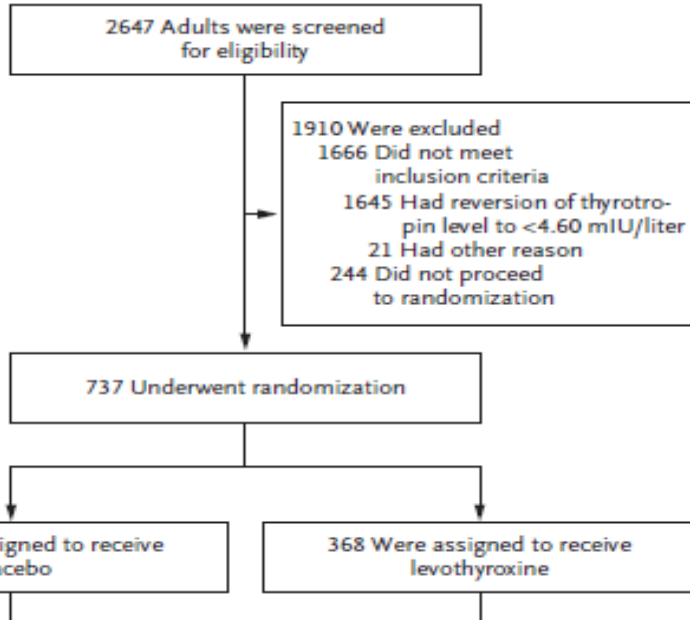 2647 Adults were screened
for eligibility
1910 Were excluded
1666 Did not meet
inclusion criteria
1645 Had reversion of thyrotro-
pin level to <4.60 mIU/liter
21 Had other reason
244 Did not proceed
to randomization
737 Underwent randomization
igned to receive
cebo
368 Were assigned to receive
levothyroxine